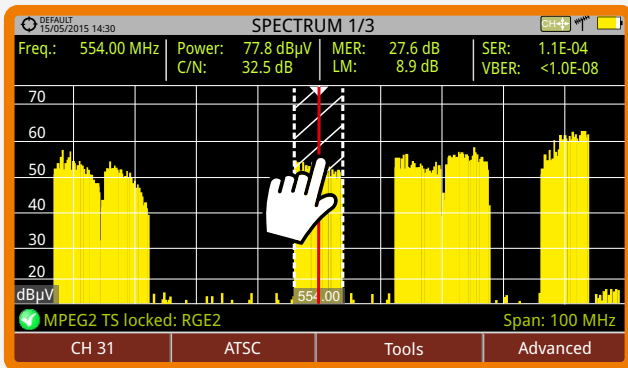 DEFAULT
15/05/2015 14:30
SPECTRUM 1/3
CH
Freq.: 554.00 MHz
Power: 77.8 dBµV
MER: 27.6 dB
SER: 1.1E-04
C/N: 32.5 dB
LM: 8.9 dB
VBER: <1.0E-08
70
60
50
40
30
20
dBµV
554.00
MPEG2 TS locked: RGE2
Span: 100 MHz
CH 31
ATSC
Tools
Advanced